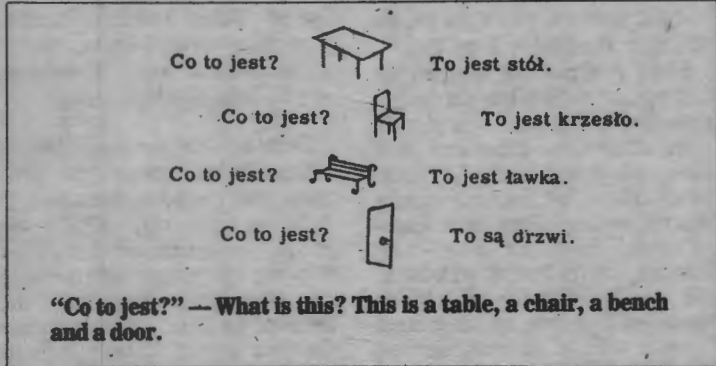 Co to jest? To jest stół.
Co to jest? To jest krzesło.
Co to jest? To jest ławka.
Co to jest? To są drzwi.
“Co to jest?” — What is this? This is a table, a chair, a bench
and a door.